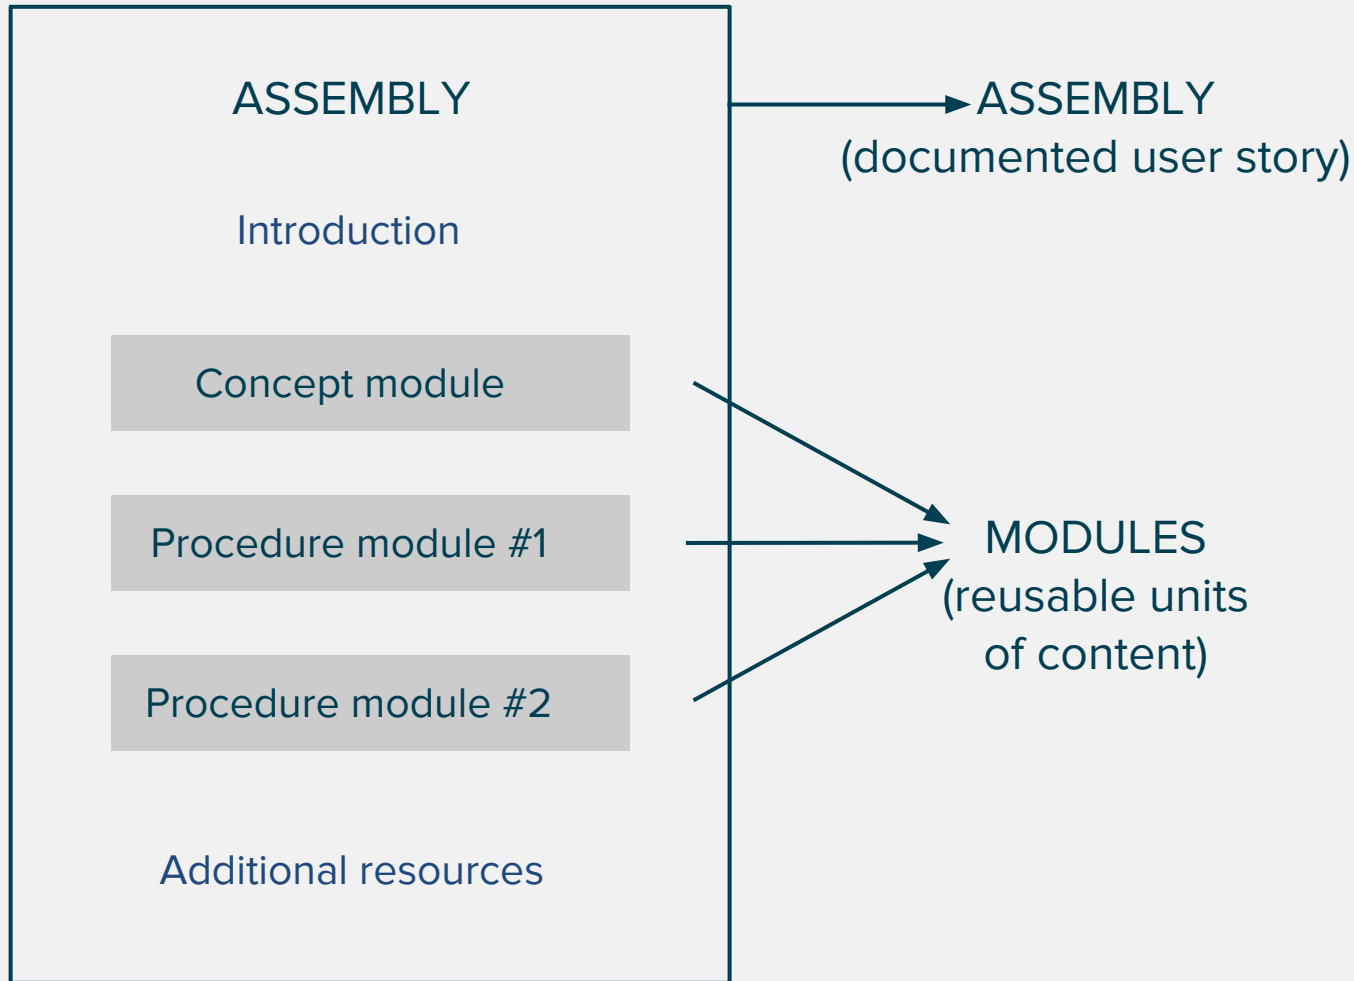 ASSEMBLY
Introduction
Concept module
Procedure module #1
Procedure module #2
Additional resources
ASSEMBLY
(documented user story)
MODULES
(reusable units
of content)